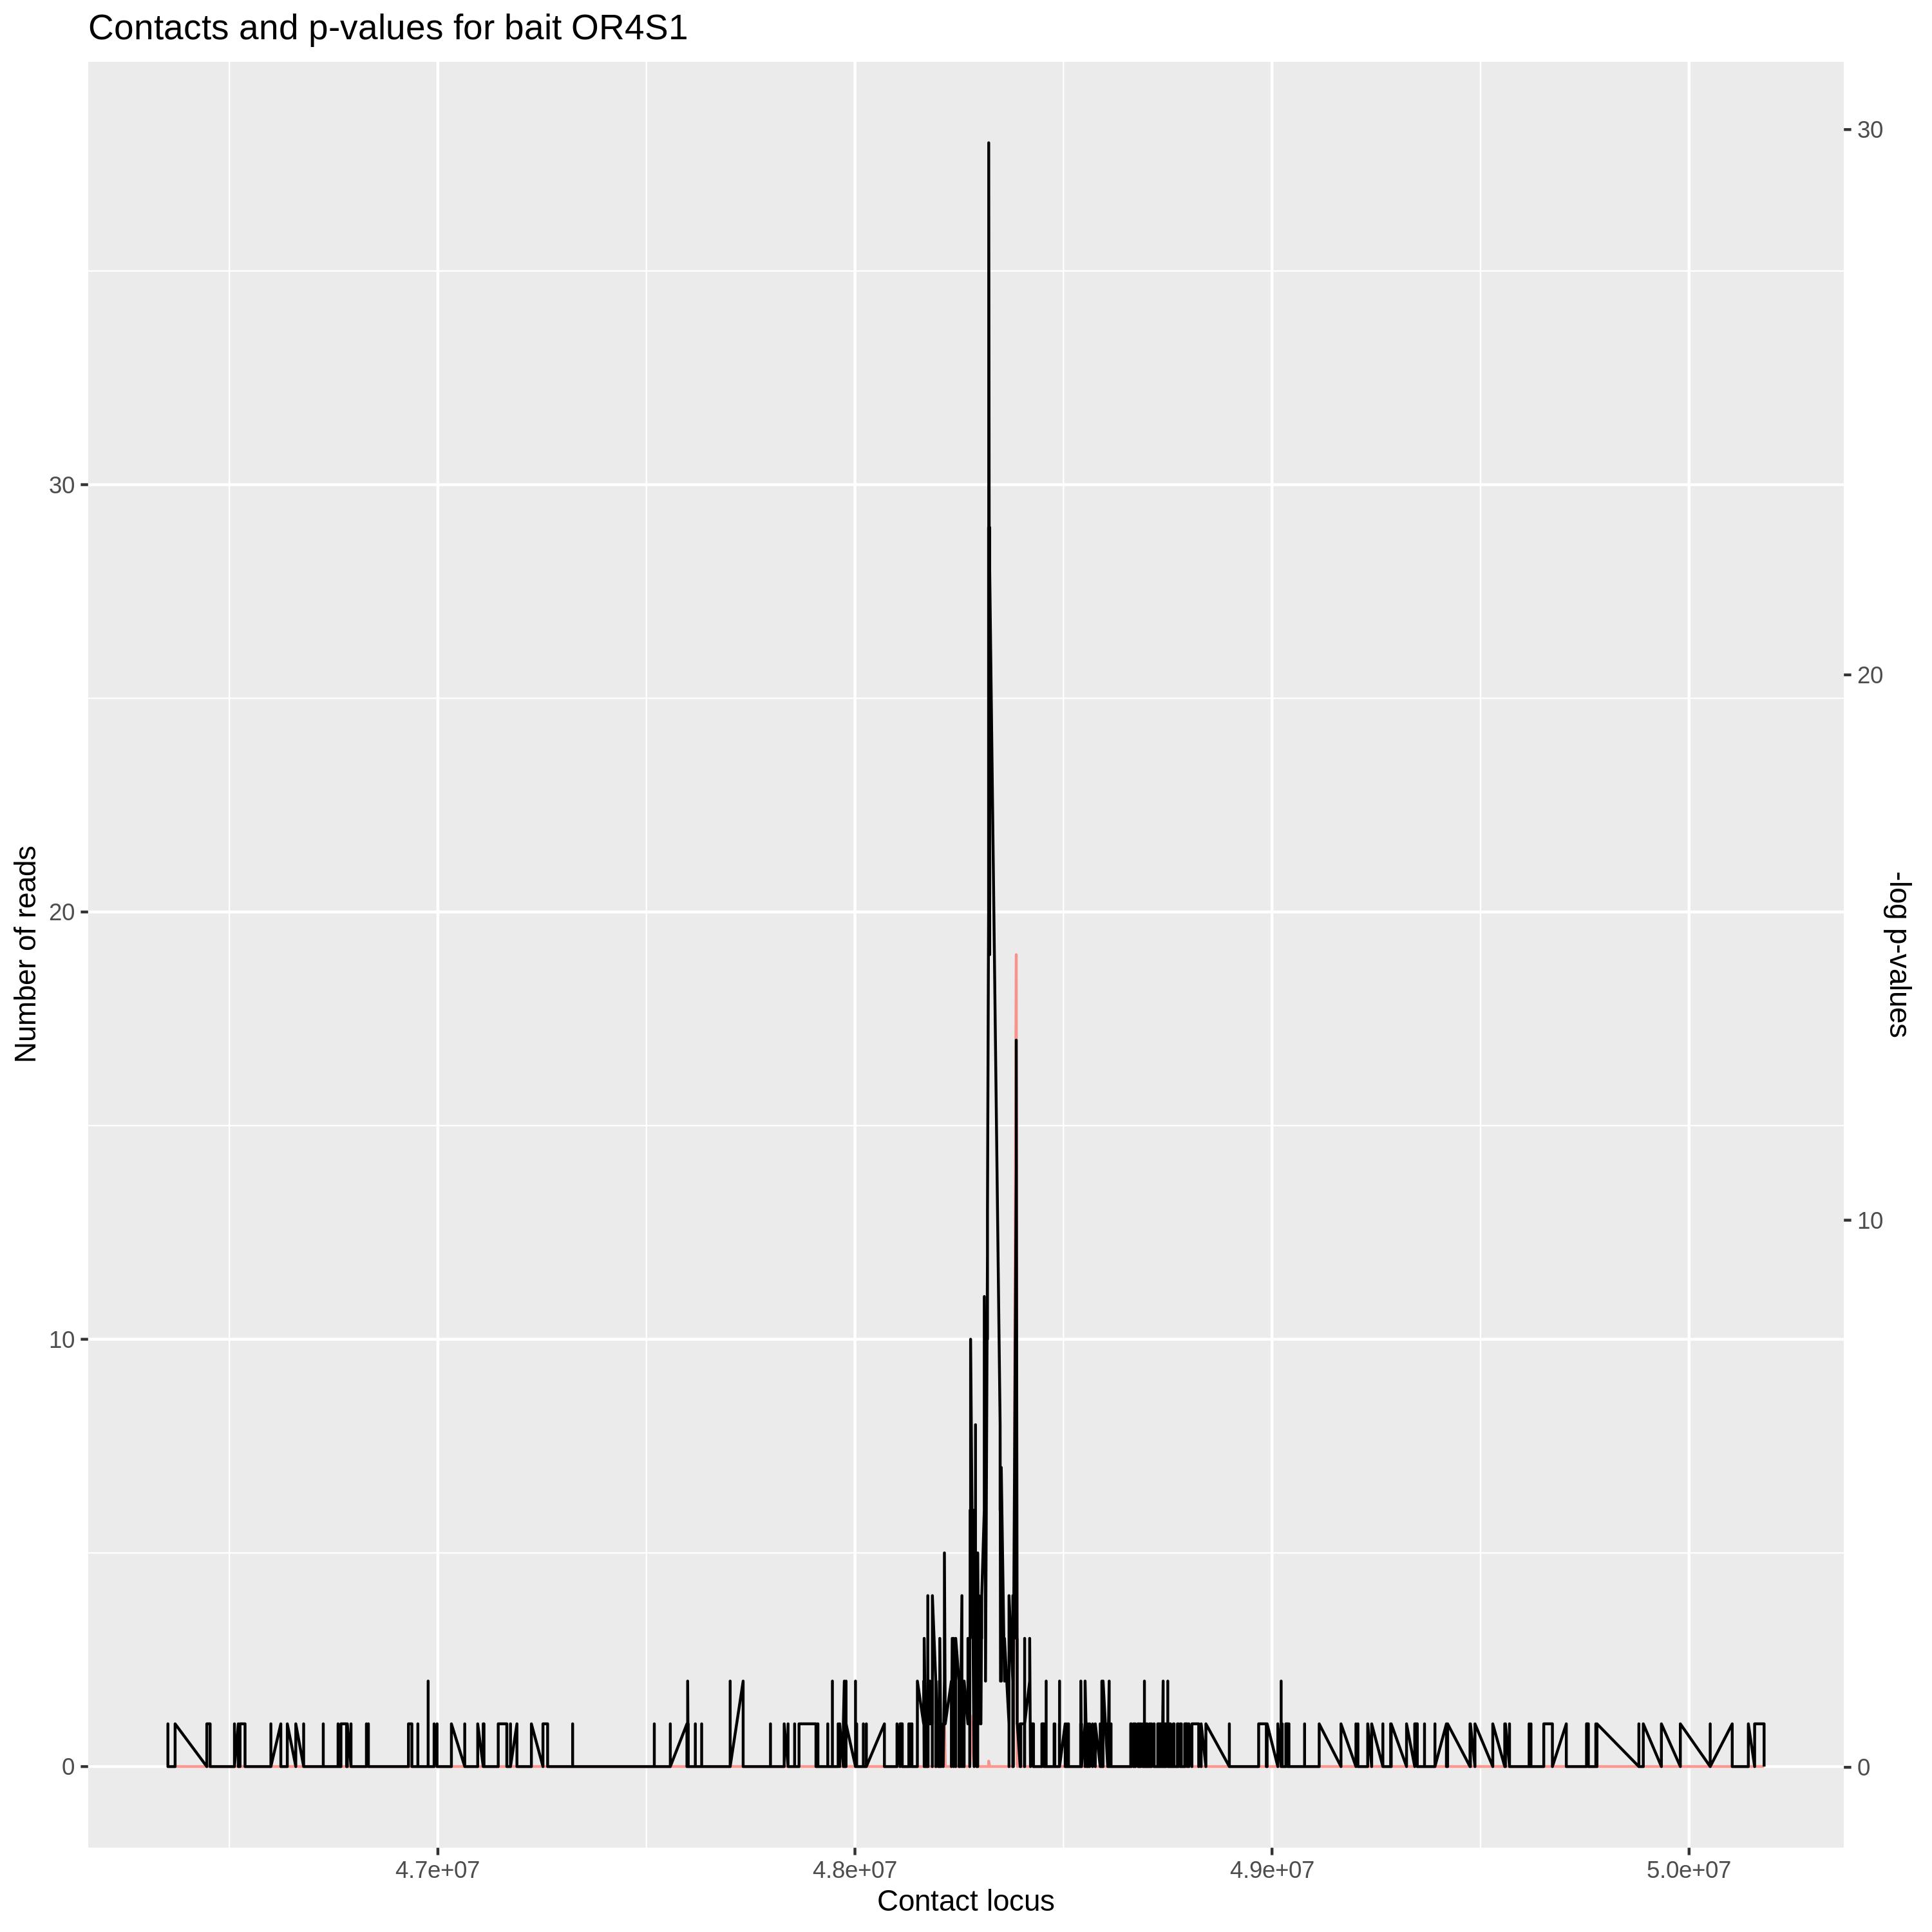 Contacts and p-values for bait OR4S1
30
20
10
0
Number of reads
30
20
10
0
-log p-values
4.7e+07 4.8e+07 4.9e+07 5.0e+07
Contact locus